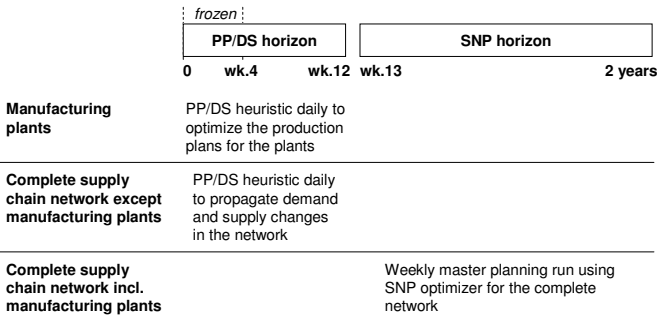 frozen
PP/DS horizon
SNP horizon
0 wk.4 wk.12 wk.13 2 years
Manufacturing
plants
PP/DS heuristic daily to
optimize the production
plans for the plants
Complete supply
chain network except
manufacturing plants
PP/DS heuristic daily
to propagate demand
and supply changes
in the network
Complete supply
chain network incl.
manufacturing plants
Weekly master planning run using
SNP optimizer for the complete
network